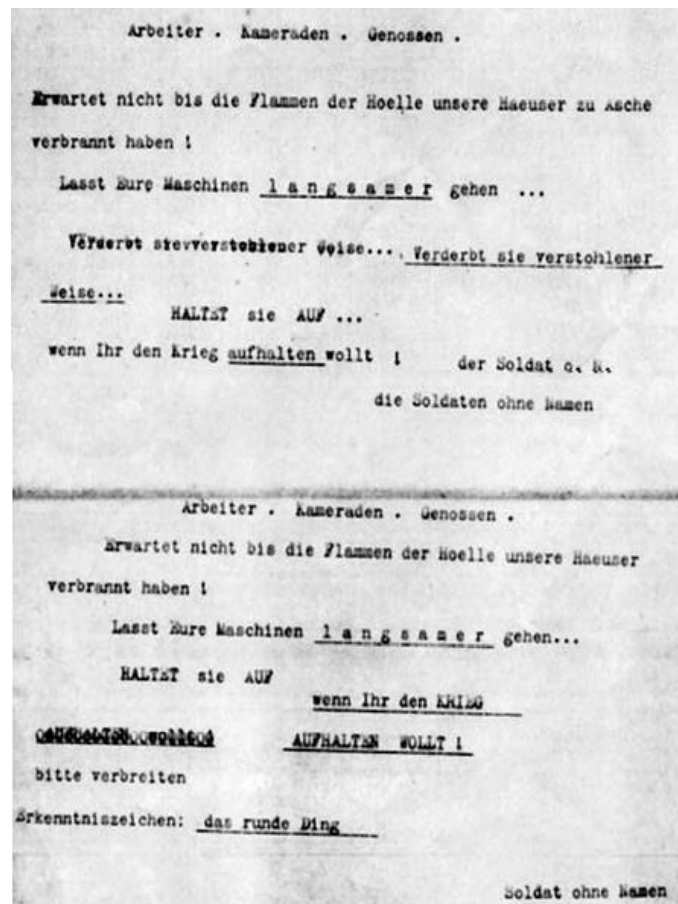 Arbeiter . Kameraden . Genossen .
Erwartet nicht bis die Flammen der Hoelle unsere Haeuser zu Asche
verbrannt haben !
Lasst Eure Maschinen l a n g s a m e r gehen ...
Verderbt sievverstohlener Weise.... Verderbt sie verstohlener
Weise...
HALTET sie AUF ...
wenn Ihr den Krieg aufhalten wollt ! der Soldat o. N.
die Soldaten ohne Namen
Arbeiter . Kameraden . Genossen .
Erwartet nicht bis die Flammen der Hoelle unsere Haeuser
verbrannt haben !
Lasst Eure Maschinen l a n g s a m e r gehen...
HALTET sie AUF
wenn Ihr den KRIEG
AUFHALTEN WOLLT !
bitte verbreiten
Erkenntniszeichen: das runde Ding
Soldat ohne Namen